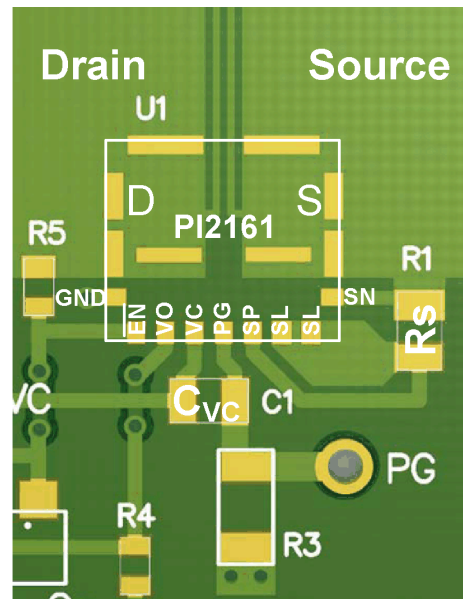 Drain Source
U1
D S
PI2161
R5 R1
GND SN
EN VO VC PG SP SL SL
Rs
VC CVC C1
PG
R4 R3